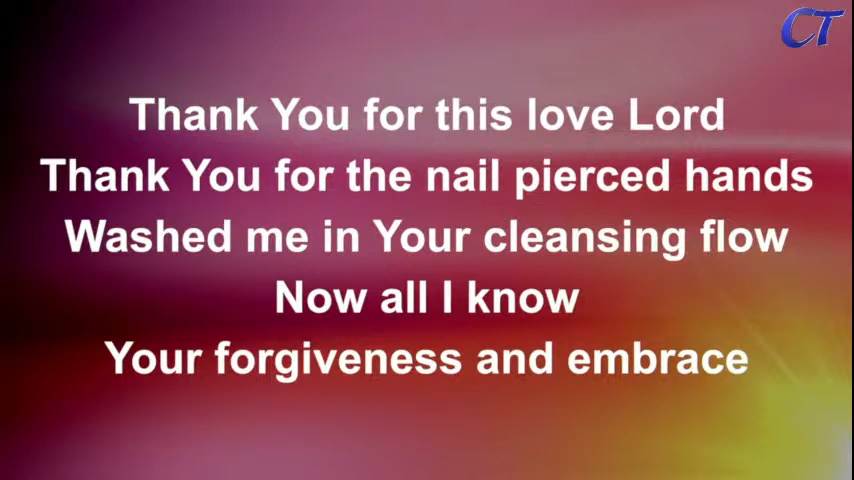 CT
Thank You for this love Lord
Thank You for the nail pierced hands
Washed me in Your cleansing flow
Now all I know
Your forgiveness and embrace